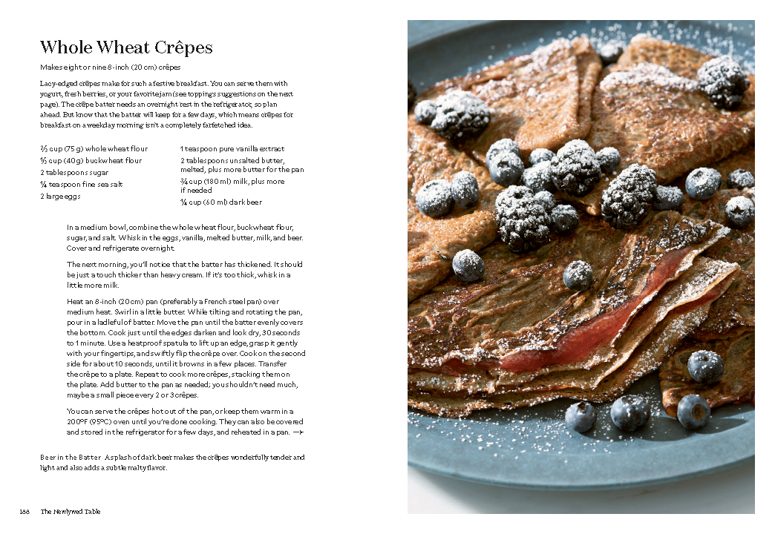 Whole Wheat Crêpes
Makes eight or nine 8-inch (20 cm) crêpes
Lacy-edged crêpes make for such a festive breakfast. You can serve them with
yogurt, fresh berries, or your favorite jam (see toppings suggestions on the next
page). The crêpe batter needs an overnight rest in the refrigerator, so plan
ahead. But know that the batter will keep for a few days, which means crêpes for
breakfast on a weekday morning isn't a completely farfetched idea.
⅔ cup (75 g) whole wheat flour
⅓ cup (40 g) buckwheat flour
2 tablespoons sugar
¼ teaspoon fine sea salt
2 large eggs
1 teaspoon pure vanilla extract
2 tablespoons unsalted butter,
melted, plus more butter for the pan
¾ cup (180 ml) milk, plus more
if needed
¼ cup (60 ml) dark beer
In a medium bowl, combine the whole wheat flour, buckwheat flour,
sugar, and salt. Whisk in the eggs, vanilla, melted butter, milk, and beer.
Cover and refrigerate overnight.
The next morning, you'll notice that the batter has thickened. It should
be just a touch thicker than heavy cream. If it's too thick, whisk in a
little more milk.
Heat an 8-inch (20 cm) pan (preferably a French steel pan) over
medium heat. Swirl in a little butter. While tilting and rotating the pan,
pour in a ladleful of batter. Move the pan until the batter evenly covers
the bottom. Cook just until the edges darken and look dry, 30 seconds
to 1 minute. Use a heatproof spatula to lift up an edge, grasp it gently
with your fingertips, and swiftly flip the crêpe over. Cook on the second
side for about 10 seconds, until it browns in a few places. Transfer
the crêpe to a plate. Repeat to cook more crêpes, stacking them on
the plate. Add butter to the pan as needed; you shouldn't need much,
maybe a small piece every 2 or 3 crêpes.
You can serve the crêpes hot out of the pan, or keep them warm in a
200°F (95°C) oven until you're done cooking. They can also be covered
and stored in the refrigerator for a few days, and reheated in a pan. →
Beer in the Batter A splash of dark beer makes the crêpes wonderfully tender and
light and also adds a subtle malty flavor.
188 The Newlywed Table